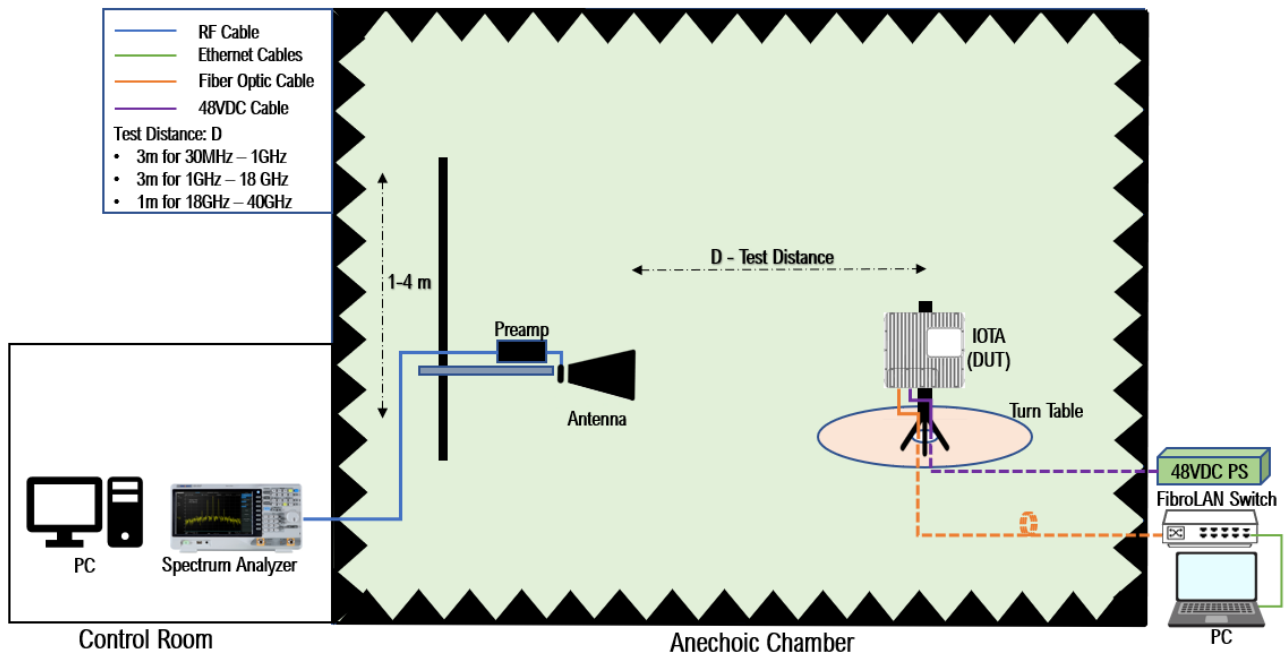 RF Cable
Ethernet Cables
Fiber Optic Cable
48VDC Cable
Test Distance: D
• 3m for 30MHz – 1GHz
• 3m for 1GHz – 18 GHz
• 1m for 18GHz – 40GHz
1-4 m
D - Test Distance
Preamp
Antenna
IOTA
(DUT)
Turn Table
48VDC PS
FibroLAN Switch
PC
PC
Spectrum Analyzer
Control Room
Anechoic Chamber